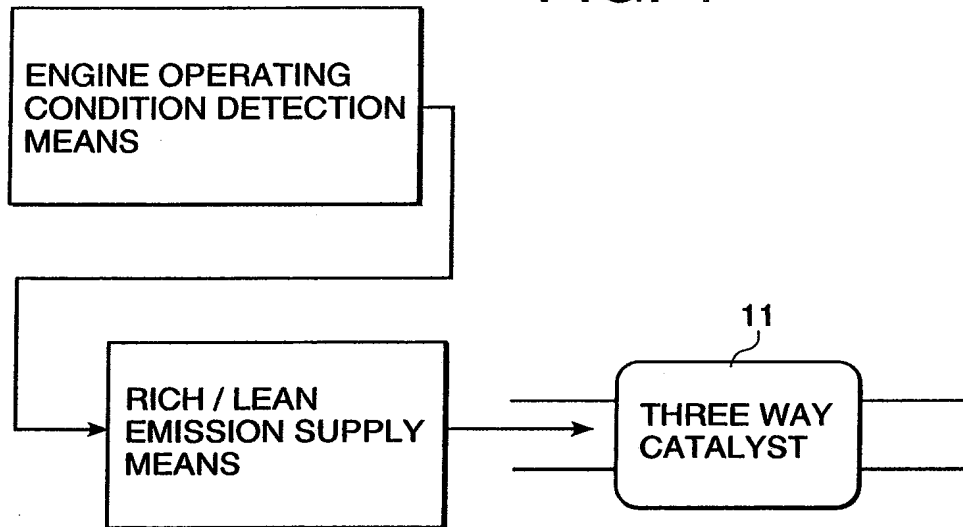 ENGINE OPERATING
CONDITION DETECTION
MEANS
11
RICH / LEAN
EMISSION SUPPLY
MEANS
THREE WAY
CATALYST